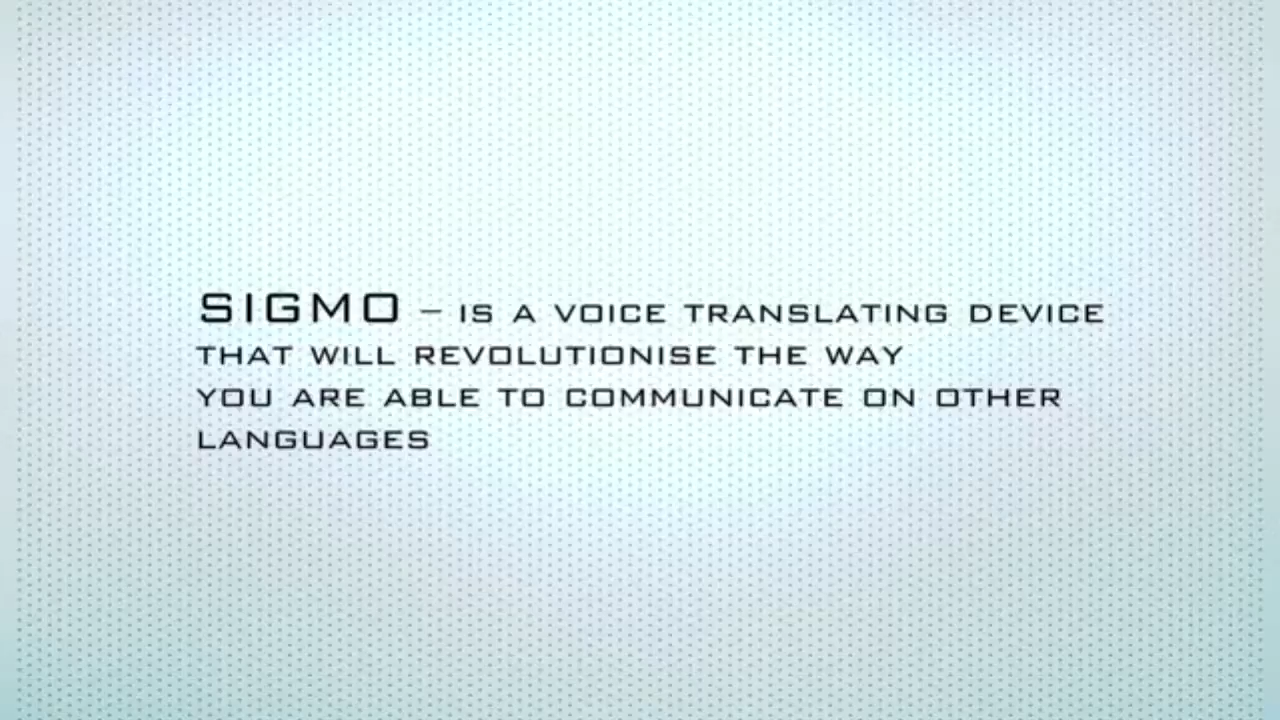 SIGMO – IS A VOICE TRANSLATING DEVICE
THAT WILL REVOLUTIONISE THE WAY
YOU ARE ABLE TO COMMUNICATE ON OTHER
LANGUAGES